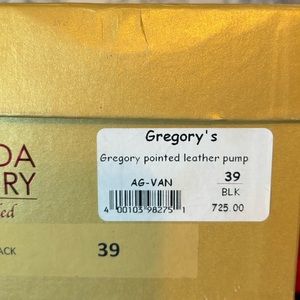 DA
RY
ied
ACK
39
Gregory's
Gregory pointed leather pump
AG-VAN
39
BLK
4 00103 98275 1
725.00